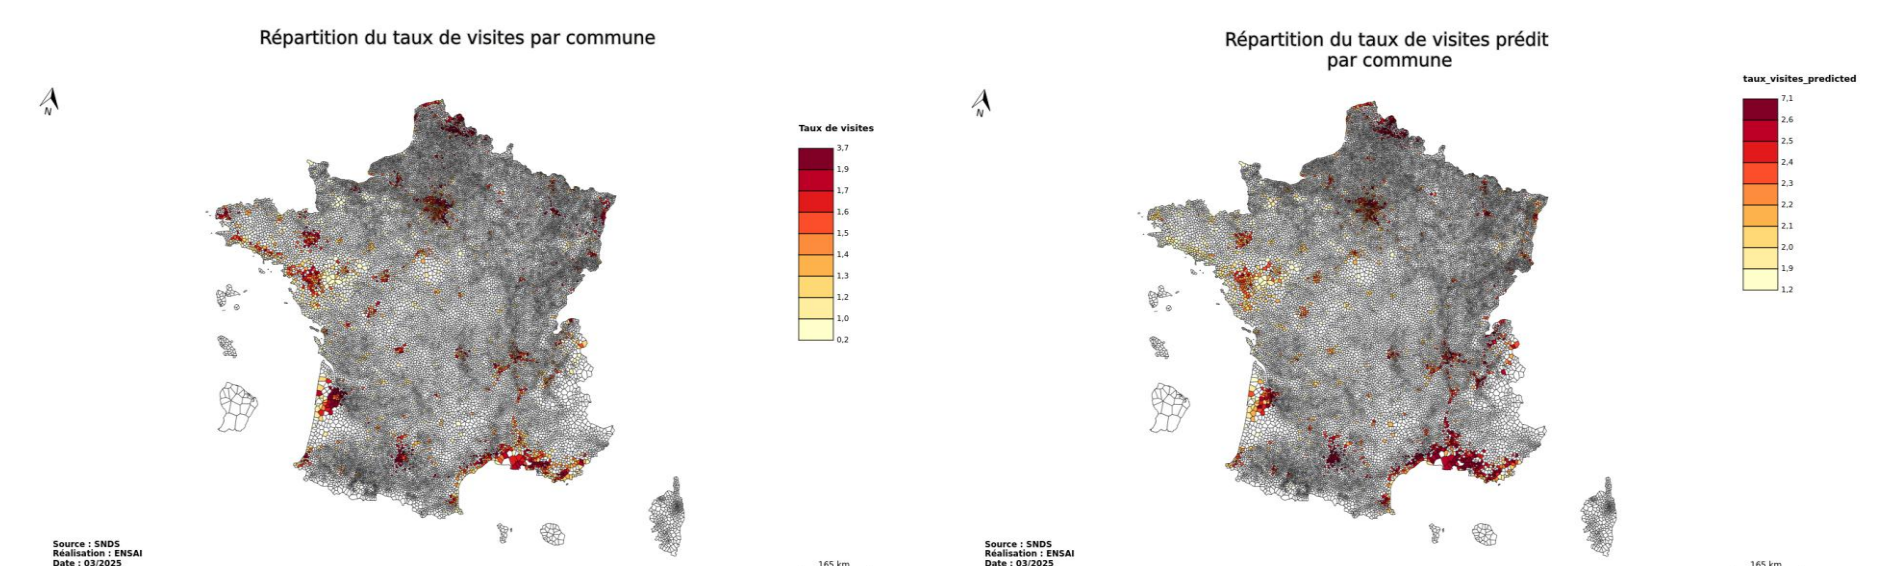 Répartition du taux de visites par commune
N
Taux de visites
3,7
1,9
1,7
1,6
1,5
1,4
1,3
1,2
1,0
0,2
Source : SNDS
Réalisation : ENSAI
Date : 03/2025
165 km
Répartition du taux de visites prédit
par commune
N
taux_visites_predicted
7,1
2,6
2,5
2,4
2,3
2,2
2,1
2,0
1,9
1,2
Source : SNDS
Réalisation : ENSAI
Date : 03/2025
165 km